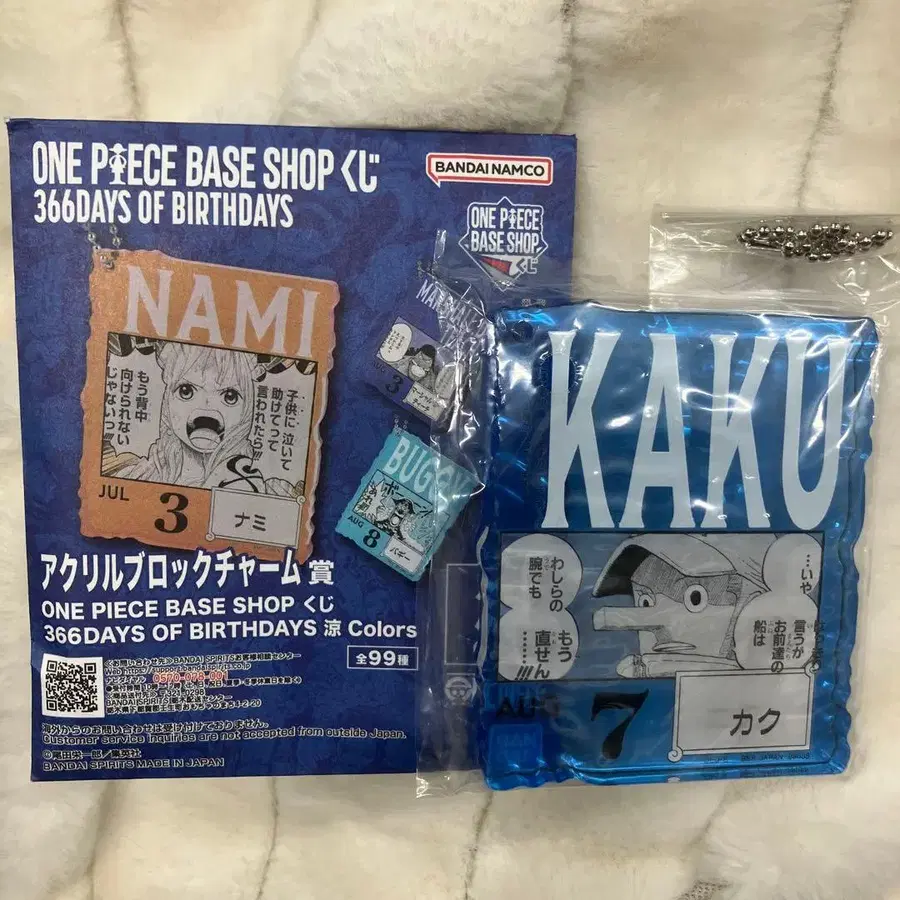 ONE PIECE BASE SHOP くじ
366DAYS OF BIRTHDAYS
BANDAI NAMCO
ONE PIECE
BASE SHOP
くじ
NAMI
子供に泣いて
助けてって
言われたら!!!
もう背中
向けられない
じゃないっ!!!
JUL
3
ナミ
3
BUGGY
AUG
8
バギー
アクリルブロックチャーム 賞
ONE PIECE BASE SHOP くじ
366DAYS OF BIRTHDAYS 涼 Colors
全99種
0570-078-001
海外からのお問い合わせは受け付けておりません。
Customer service inquiries are not accepted from outside Japan.
©尾田栄一郎/集英社
BANDAI SPIRITS MADE IN JAPAN
KAKU
…いや
言うが
お前達の
船は
もう
わしらの
腕でも
直せん
AUG
7
カク